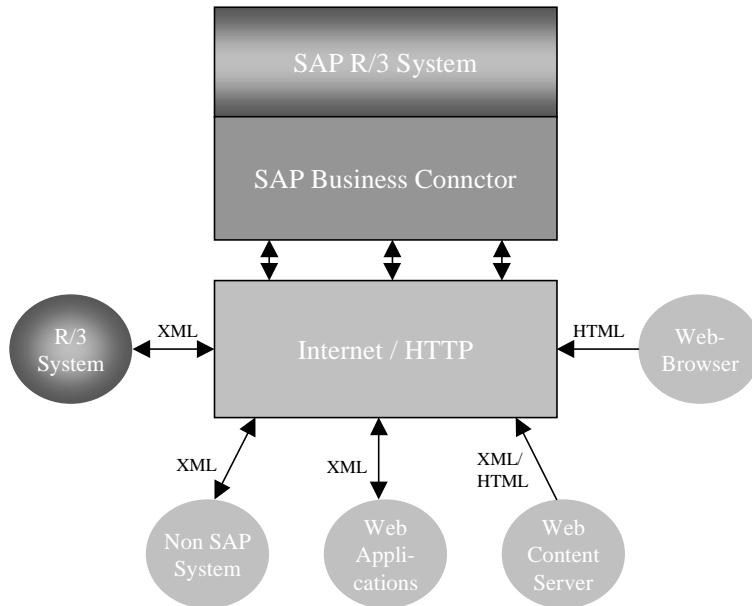 SAP R/3 System
SAP Business Connctor
R/3
System
XML
Internet / HTTP
HTML
Web-
Browser
XML
XML
XML/
HTML
Non SAP
System
Web
Appli-
cations
Web
Content
Server